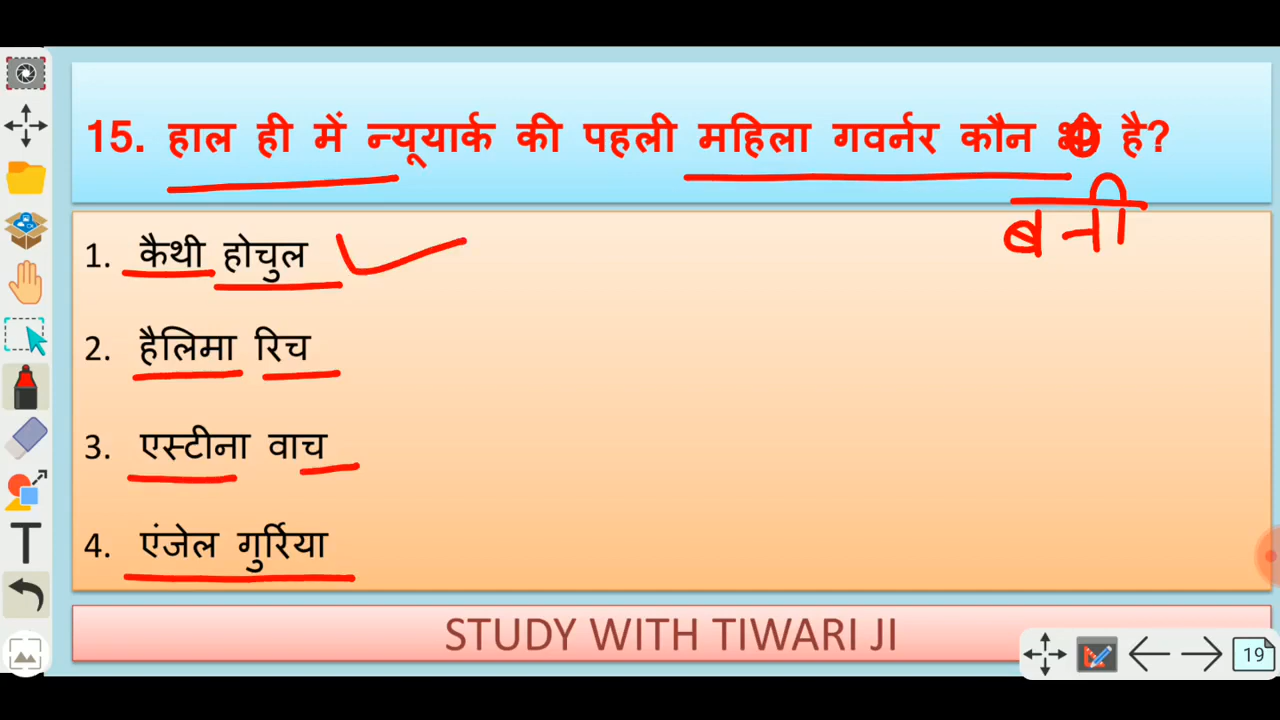 15. हाल ही में न्यूयार्क की पहली महिला गवर्नर कौन है?
बनी
1. कैथी होचुल
2. हैलिमा रिच
3. एस्टीना वाच
4. एंजेल गुर्रिया
STUDY WITH TIWARI JI
T
19